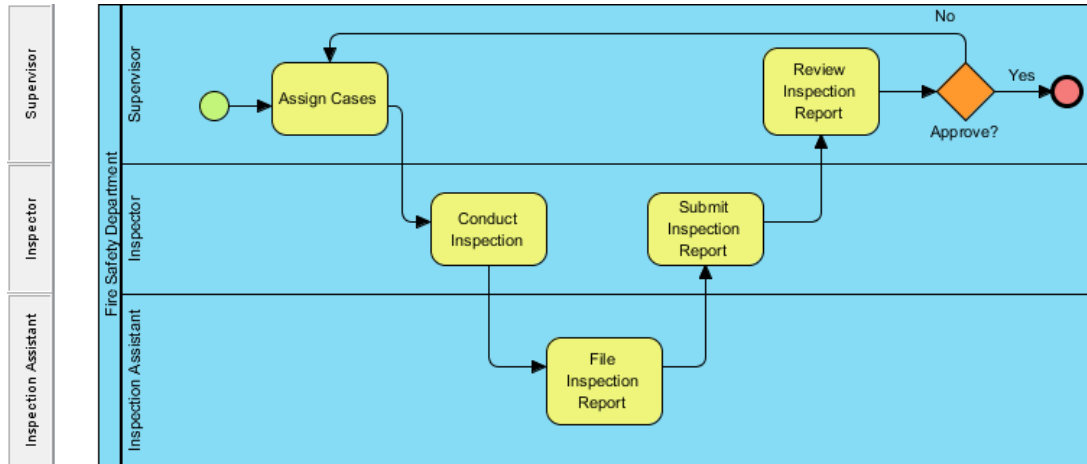 Supervisor
Inspector
Inspection Assistant
Fire Safety Department
Supervisor
Inspector
Inspection Assistant
No
Assign Cases
Review
Inspection
Report
Yes
Approve?
Conduct
Inspection
Submit
Inspection
Report
File
Inspection
Report